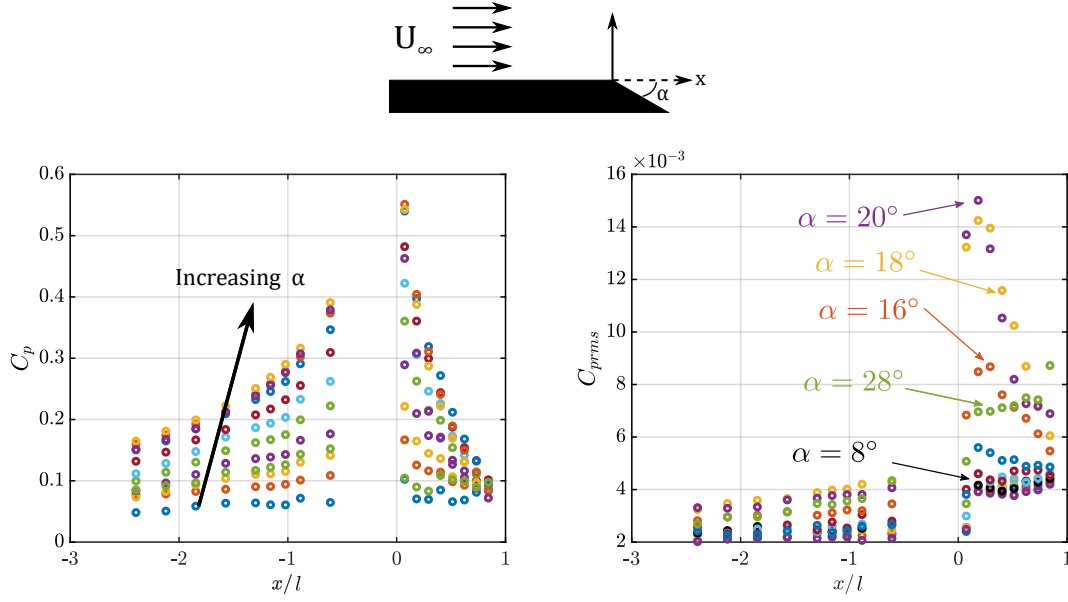 U∞
x
α
0.6
0.5
0.4
0.3
0.2
0.1
0
-3
-2
-1
0
1
x/l
C_p
Increasing α
×10⁻³
16
14
12
10
8
6
4
2
-3
-2
-1
0
1
x/l
C_prms
α = 20°
α = 18°
α = 16°
α = 28°
α = 8°